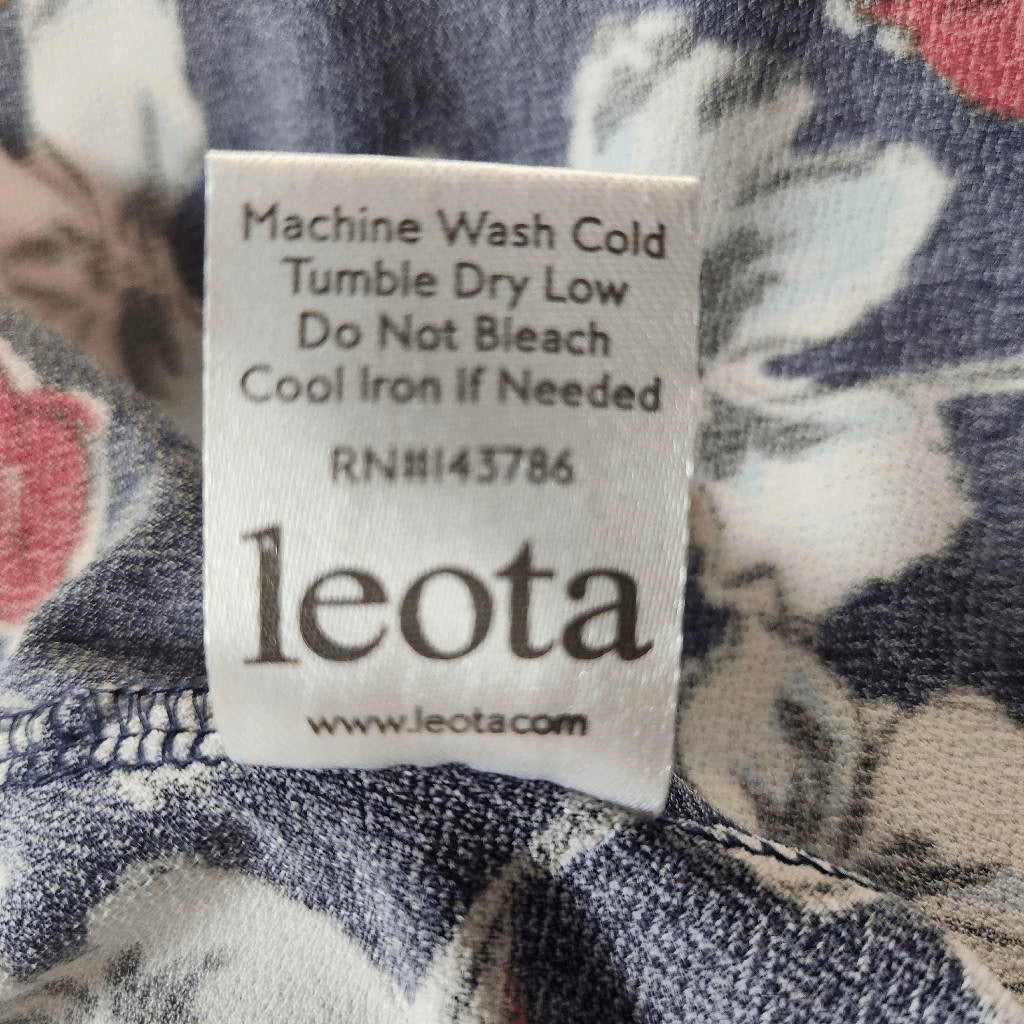 Machine Wash Cold
Tumble Dry Low
Do Not Bleach
Cool Iron if Needed
RN#143786
leota
www.leota.com